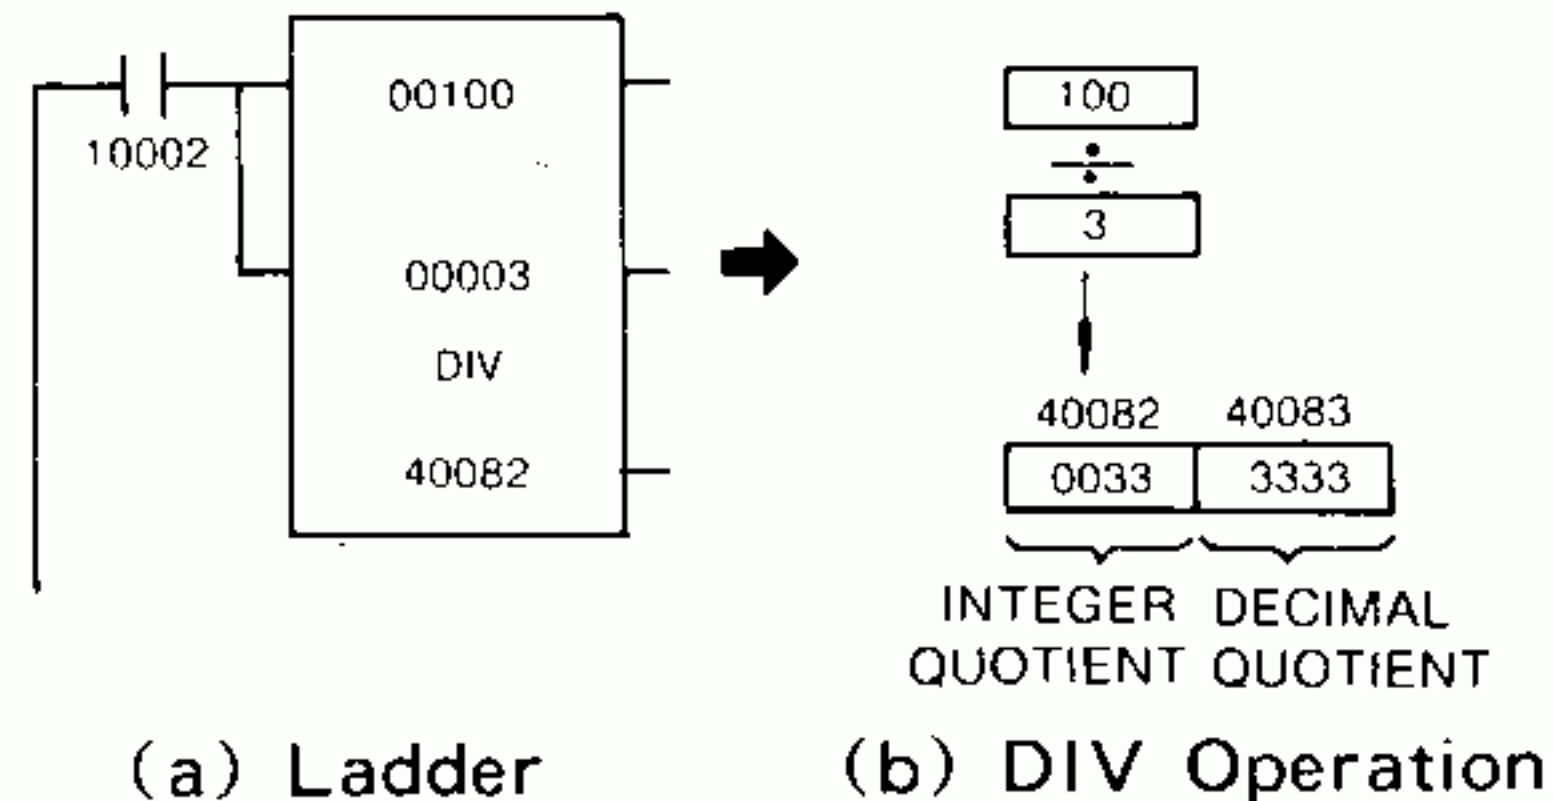 00100
10002
00003
DIV
40082
(a) Ladder
100
÷
3
40082 40083
0033 3333
INTEGER DECIMAL
QUOTIENT QUOTIENT
(b) DIV Operation